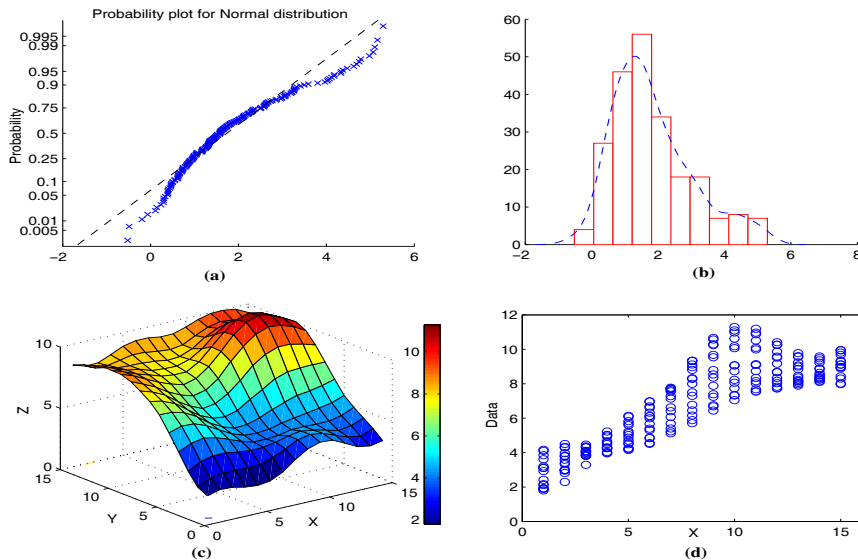 Probability plot for Normal distribution
0.995
0.99
0.95
0.9
0.75
0.5
0.25
0.1
0.05
0.01
0.005
Probability
−2 0 2 4 6
(a)
60
50
40
30
20
10
0
0 2 4 6 8
(b)
10
5
0
Z
15
10
5
0
Y
0
5
10
15
X
10
8
6
4
2
(c)
12
10
8
6
4
2
0
Data
0 5 10 15
X
(d)